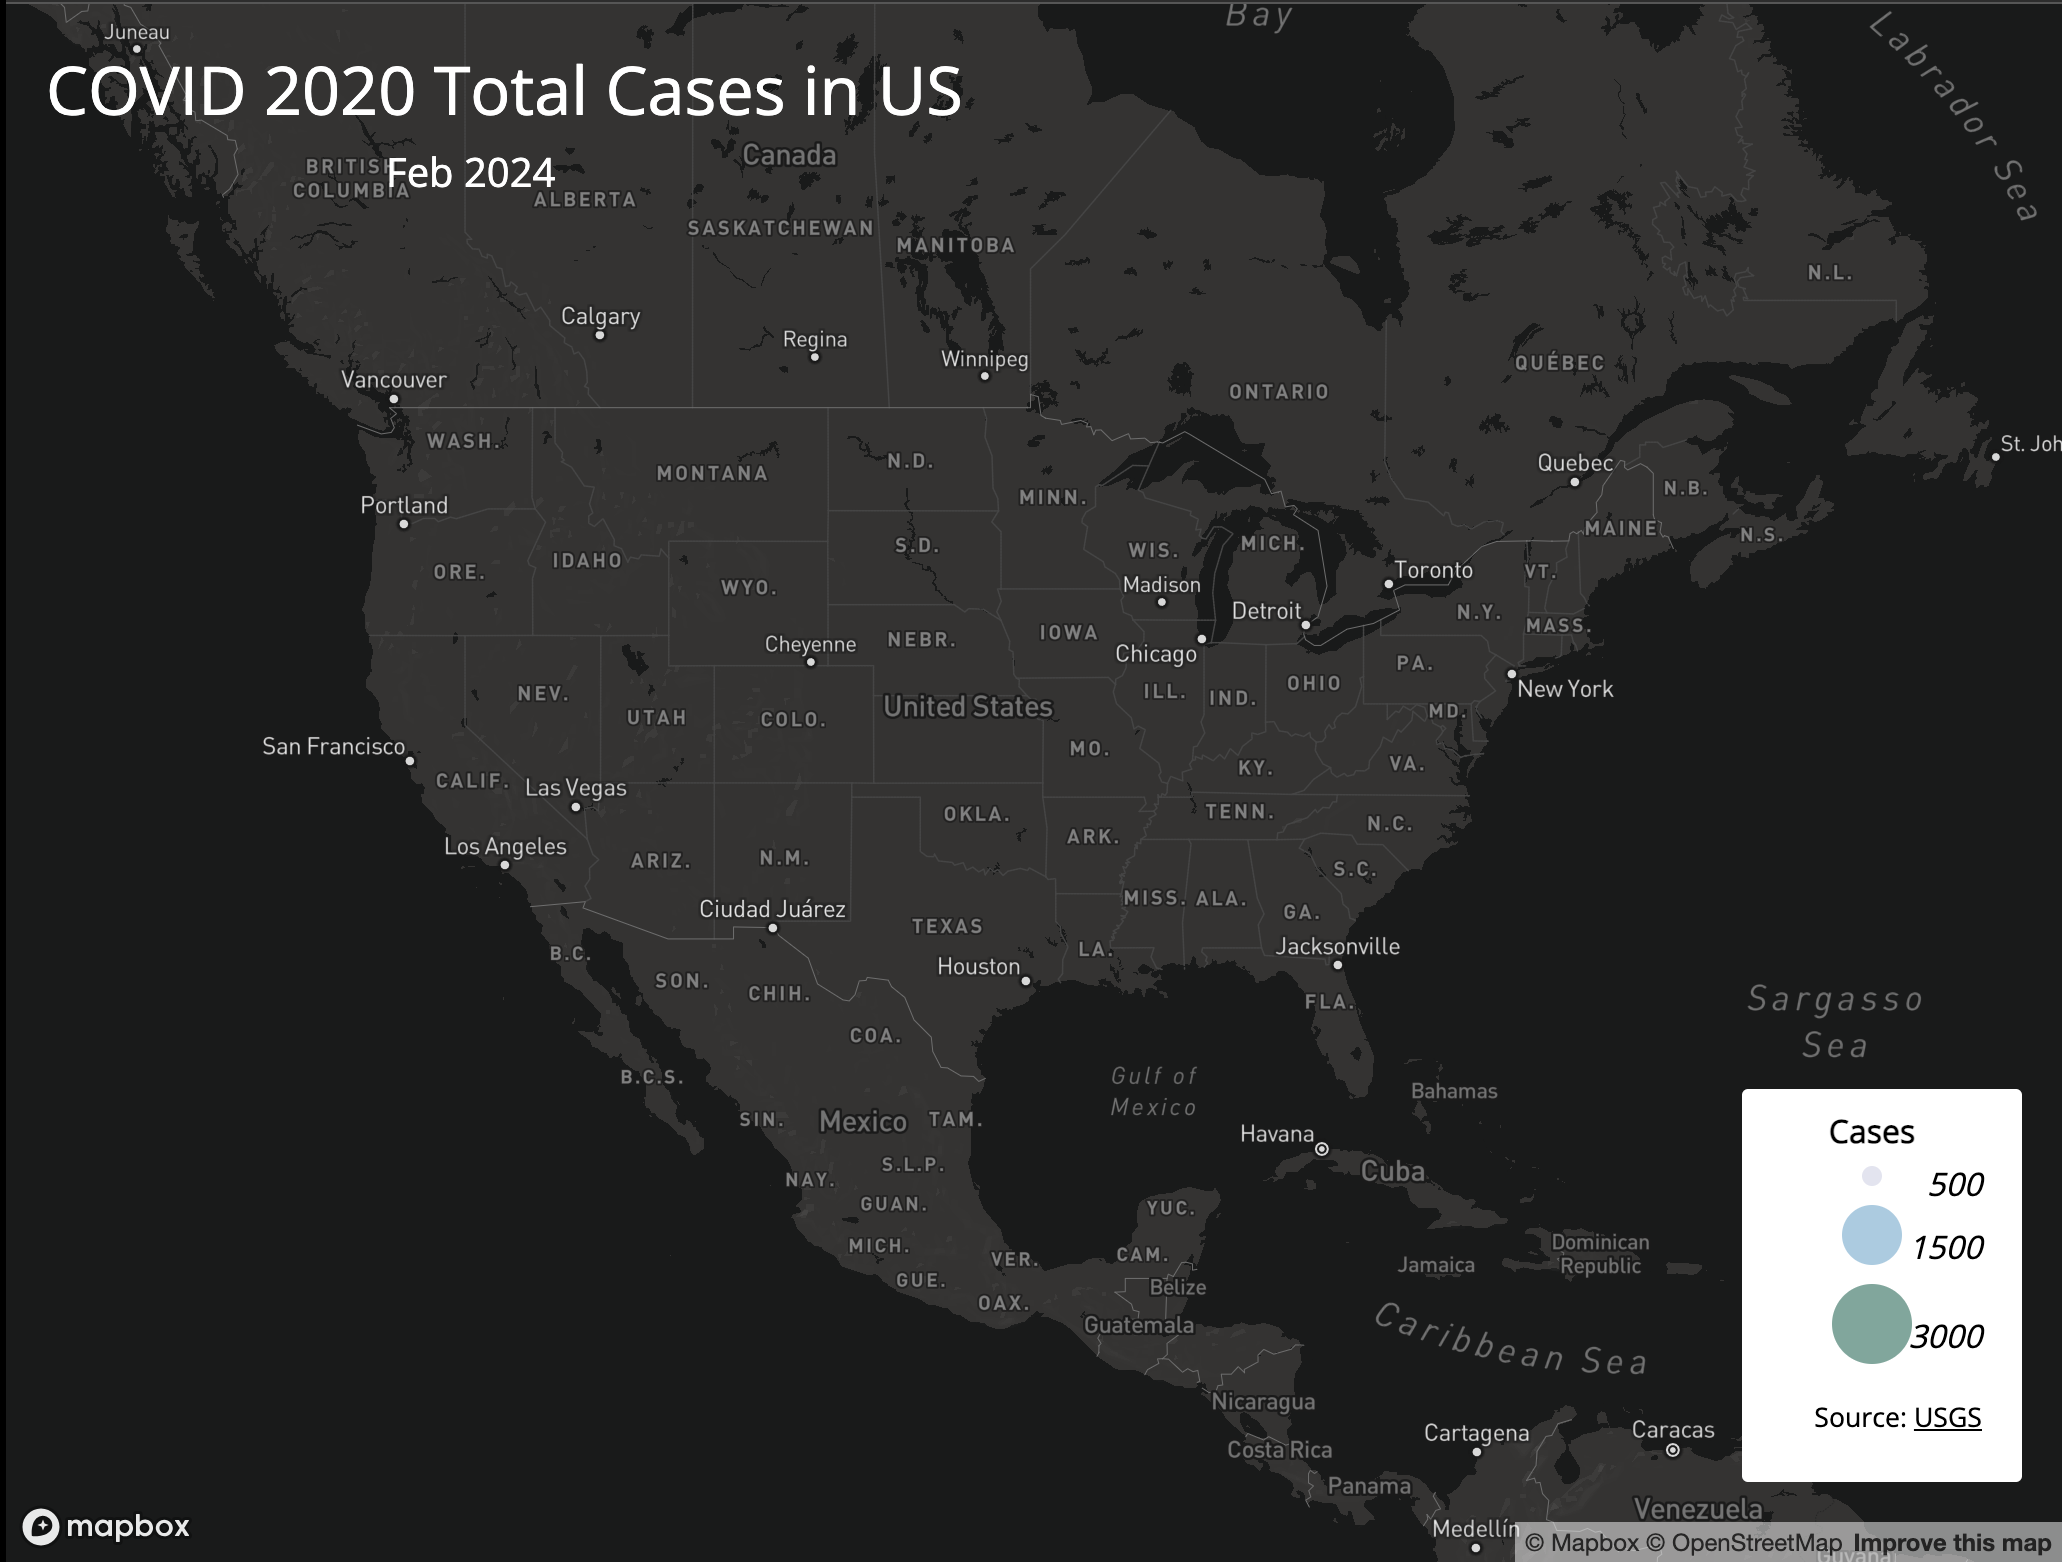 Bay
Labrador Sea
Juneau
COVID 2020 Total Cases in US
Feb 2024
Canada
BRITISH
COLUMBIA
ALBERTA
SASKATCHEWAN
MANITOBA
N.L.
Calgary
Regina
Winnipeg
QUÉBEC
ONTARIO
Vancouver
WASH.
MONTANA
N.D.
MINN.
Quebec
N.B.
St. Joh
Portland
MAINE
N.S.
ORE.
IDAHO
WYO.
S.D.
WIS.
MICH.
Madison
Toronto
VT.
Detroit
N.Y.
MASS.
Cheyenne
NEBR.
IOWA
Chicago
PA.
NEV.
UTAH
COLO.
United States
ILL.
IND.
OHIO
New York
MD.
San Francisco
CALIF.
Las Vegas
MO.
KY.
VA.
Los Angeles
ARIZ.
N.M.
OKLA.
ARK.
TENN.
N.C.
S.C.
Ciudad Juárez
TEXAS
MISS.
ALA.
GA.
LA.
Jacksonville
Houston
B.C.
SON.
CHIH.
FLA.
Sargasso
Sea
COA.
B.C.S.
Gulf of
Mexico
Bahamas
SIN.
Mexico
TAM.
Havana
Cuba
S.L.P.
NAY.
GUAN.
YUC.
MICH.
VER.
CAM.
GUE.
OAX.
Belize
Guatemala
Jamaica
Dominican
Republic
Caribbean Sea
Nicaragua
Costa Rica
Panama
Cartagena
Caracas
Venezuela
Medellín
Guyana
Cases
500
1500
3000
Source: USGS
mapbox
© Mapbox © OpenStreetMap Improve this map